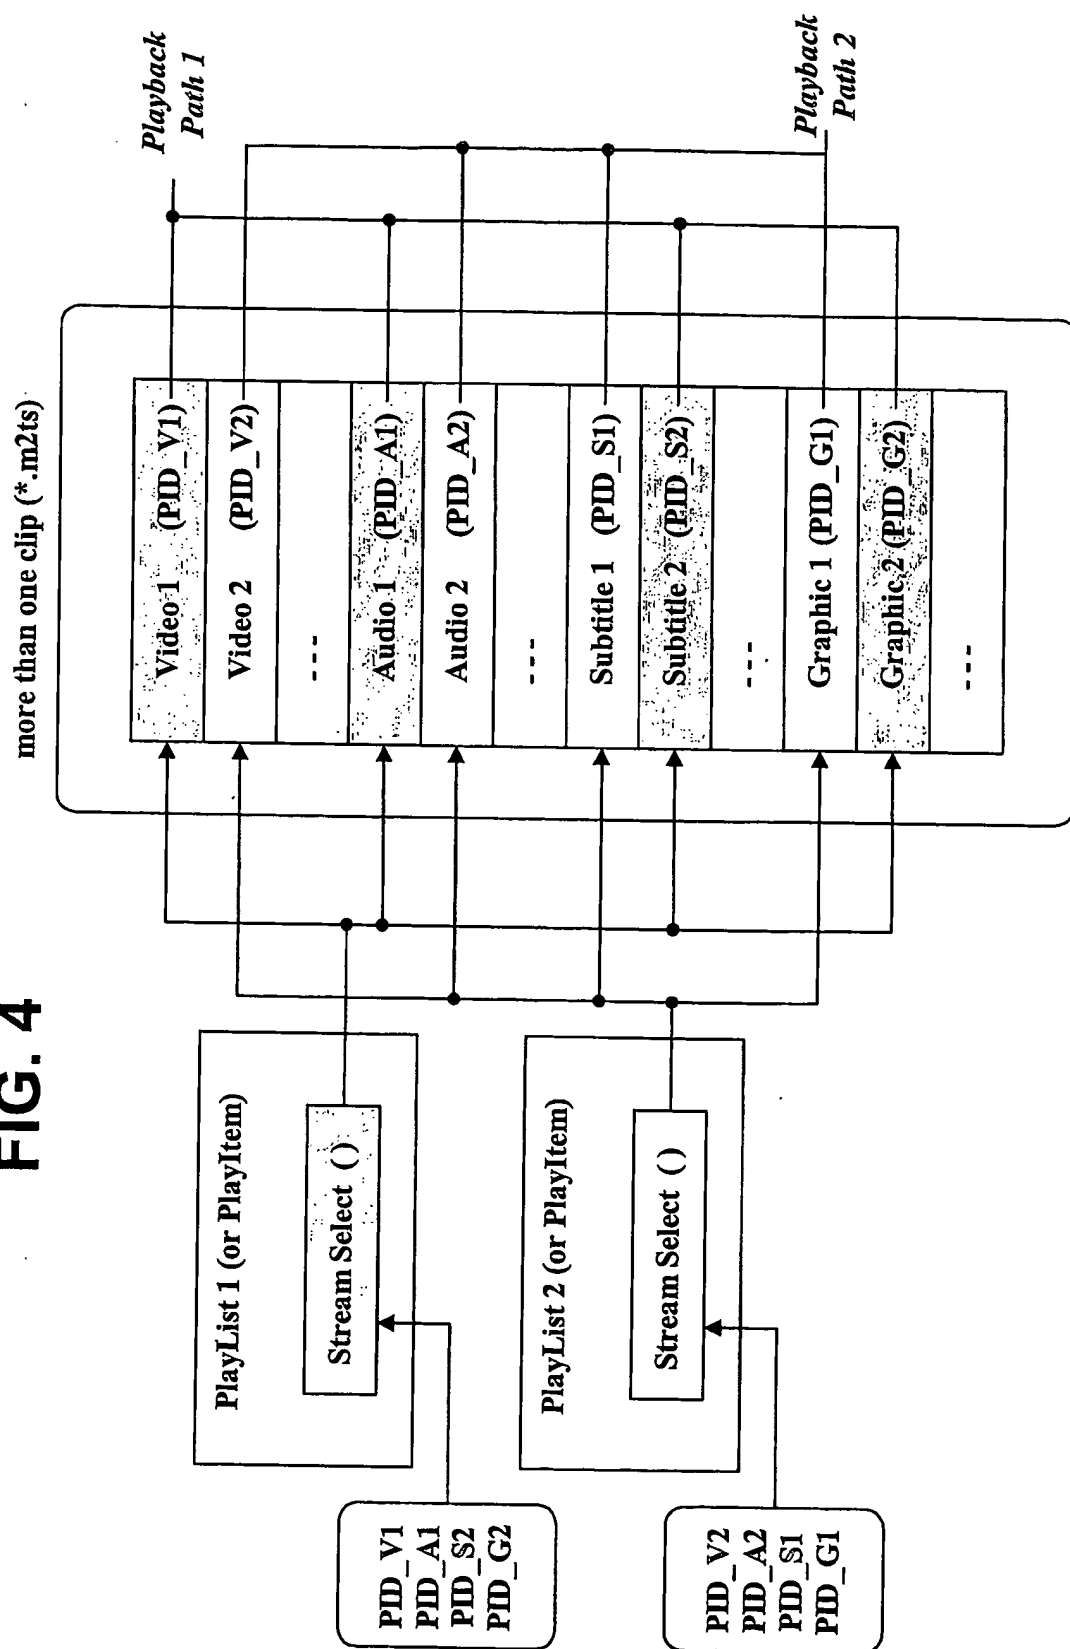 FIG. 4
PID_V1
PID_A1
PID_S2
PID_G2
PlayList 1 (or PlayItem)
Stream Select ( )
PID_V2
PID_A2
PID_S1
PID_G1
PlayList 2 (or PlayItem)
Stream Select ( )
more than one clip (*.m2ts)
Video 1 (PID_V1)
Video 2 (PID_V2)
---
Audio 1 (PID_A1)
Audio 2 (PID_A2)
---
Subtitle 1 (PID_S1)
Subtitle 2 (PID_S2)
---
Graphic 1 (PID_G1)
Graphic 2 (PID_G2)
---
Playback
Path 1
Playback
Path 2